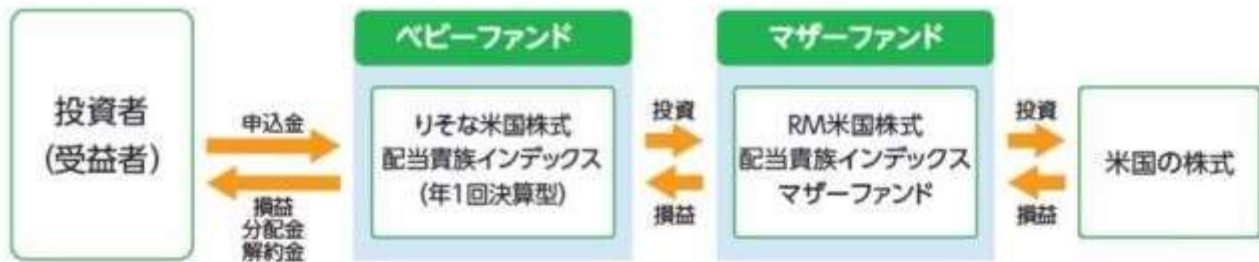 投資者
(受益者)
申込金
損益
分配金
解約金
ベビーファンド
りそな米国株式
配当貴族インデックス
(年1回決算型)
投資
損益
マザーファンド
RM米国株式
配当貴族インデックス
マザーファンド
投資
損益
米国の株式